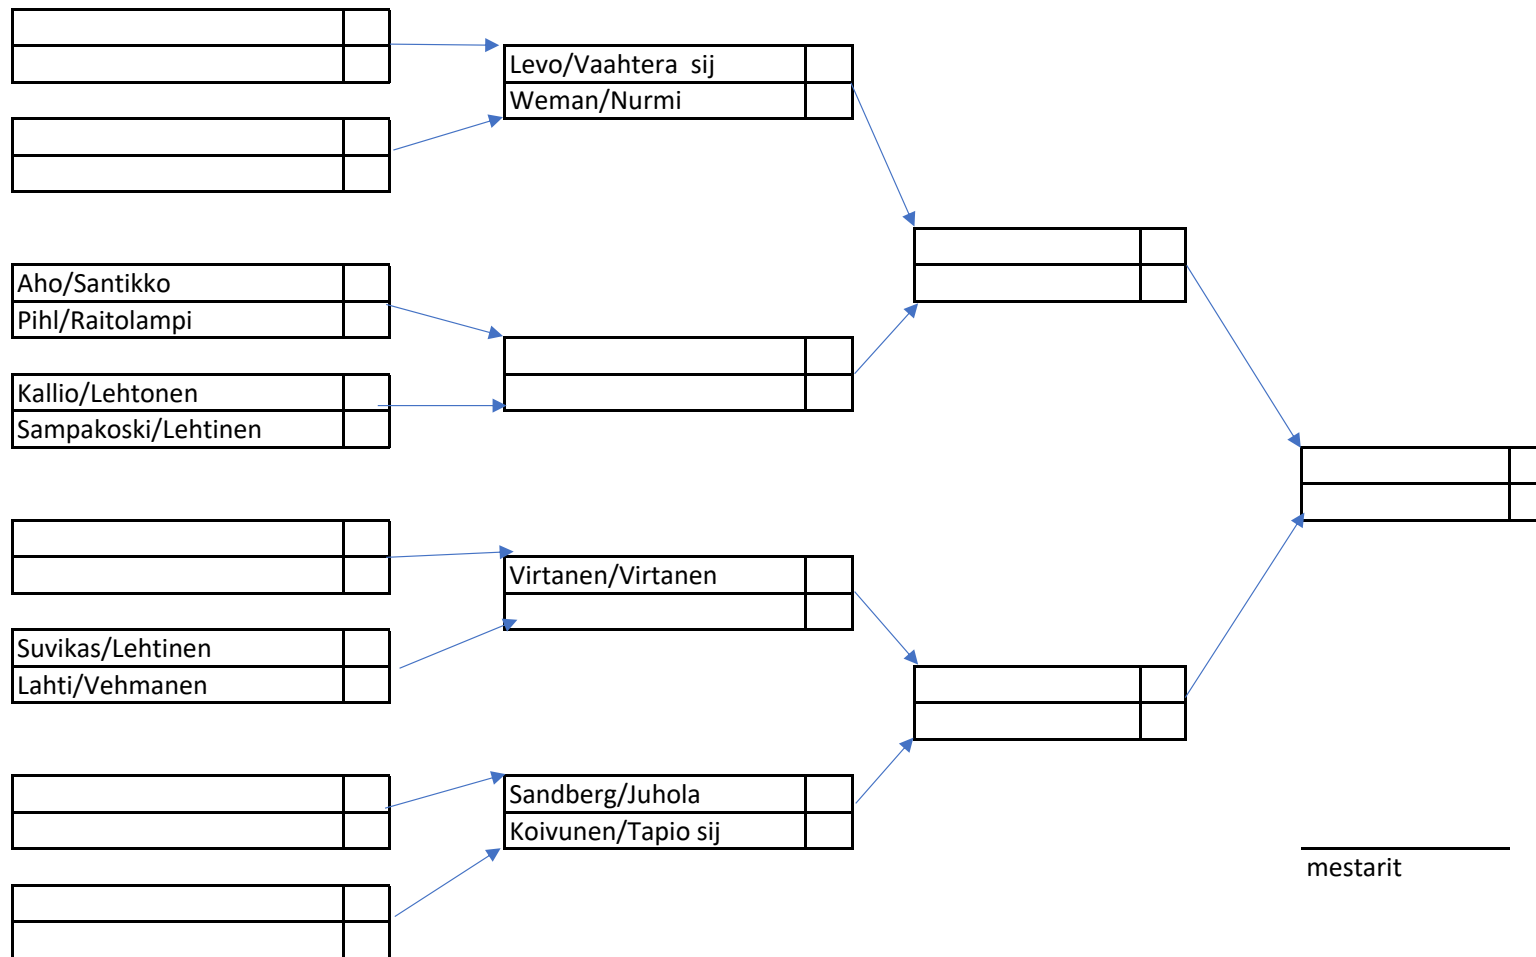 Levo/Vaahtera  sij
Weman/Nurmi
Aho/Santikko
Pihl/Raitolampi
Kallio/Lehtonen
Sampakoski/Lehtinen
Virtanen/Virtanen
Suvikas/Lehtinen
Lahti/Vehmanen
Sandberg/Juhola
Koivunen/Tapio sij
mestarit